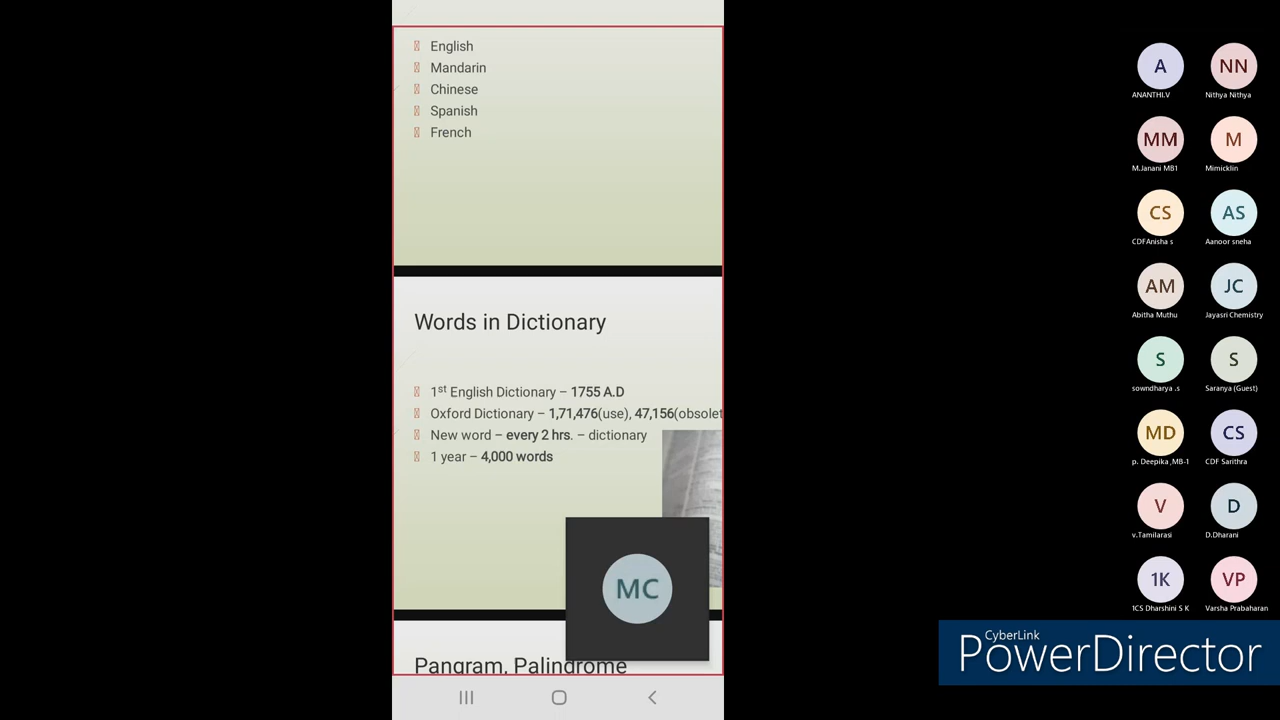 English
Mandarin
Chinese
Spanish
French
Words in Dictionary
1st English Dictionary – 1755 A.D
Oxford Dictionary – 1,71,476(use), 47,156(obsolet
New word – every 2 hrs. – dictionary
1 year – 4,000 words
MC
Pangram, Palindrome
A NN
ANANTHI.V Nithya Nithya
MM M
M.Janani MB1 Mimicklin
CS AS
CDFAnisha s Aanoor sneha
AM JC
Abitha Muthu Jayasri Chemistry
S S
sowndharya .s Saranya (Guest)
MD CS
p. Deepika ,MB-1 CDF Sarithra
V D
v.Tamilarasi D.Dharani
1K VP
1CS Dharshini S K Varsha Prabaharan
CyberLink
PowerDirector